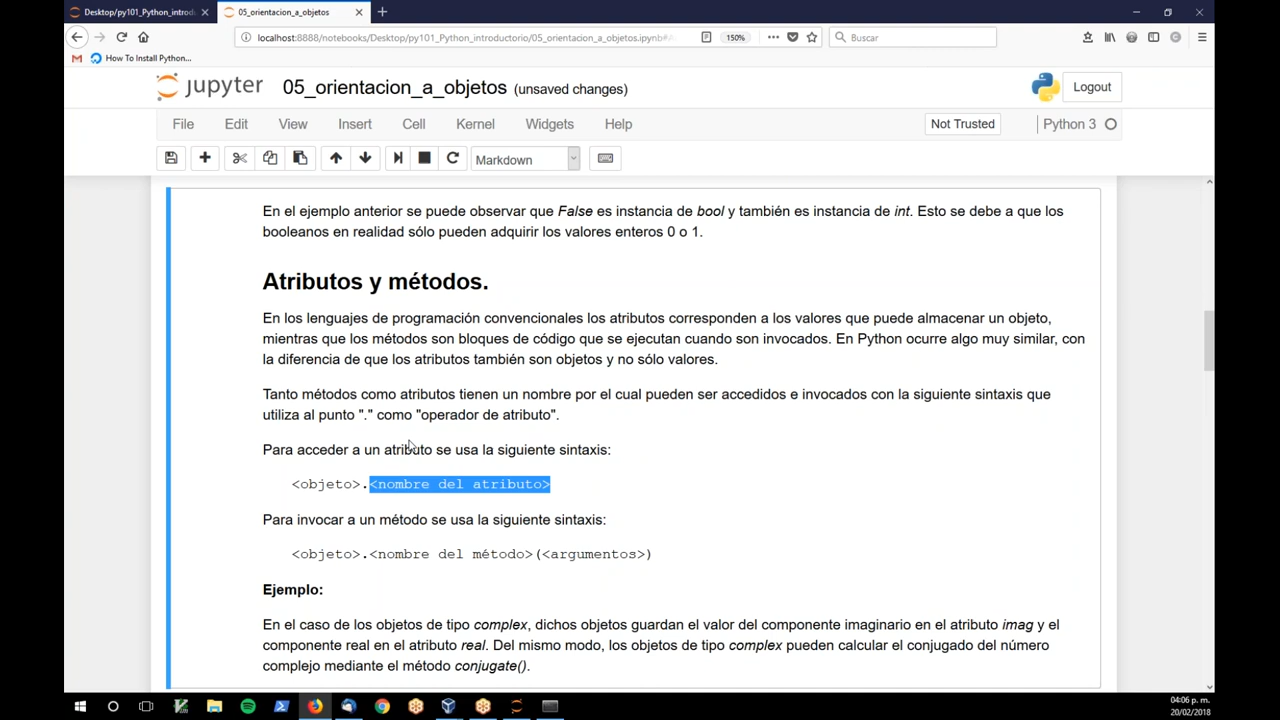 Desktop/py101_Python_introd
05_orientacion_a_objetos
localhost:8888/notebooks/Desktop/py101_Python_introductorio/05_orientacion_a_objetos.ipynb#A
150%
Buscar
How To Install Python...
jupyter
05_orientacion_a_objetos (unsaved changes)
Logout
File Edit View Insert Cell Kernel Widgets Help
Not Trusted
Python 3
Markdown
En el ejemplo anterior se puede observar que False es instancia de bool y también es instancia de int. Esto se debe a que los
booleanos en realidad sólo pueden adquirir los valores enteros 0 o 1.
Atributos y métodos.
En los lenguajes de programación convencionales los atributos corresponden a los valores que puede almacenar un objeto,
mientras que los métodos son bloques de código que se ejecutan cuando son invocados. En Python ocurre algo muy similar, con
la diferencia de que los atributos también son objetos y no sólo valores.
Tanto métodos como atributos tienen un nombre por el cual pueden ser accedidos e invocados con la siguiente sintaxis que
utiliza al punto "." como "operador de atributo".
Para acceder a un atributo se usa la siguiente sintaxis:
<objeto>.<nombre del atributo>
Para invocar a un método se usa la siguiente sintaxis:
<objeto>.<nombre del método>(<argumentos>)
Ejemplo:
En el caso de los objetos de tipo complex, dichos objetos guardan el valor del componente imaginario en el atributo imag y el
componente real en el atributo real. Del mismo modo, los objetos de tipo complex pueden calcular el conjugado del número
complejo mediante el método conjugate().
04:06 p. m.
20/02/2018